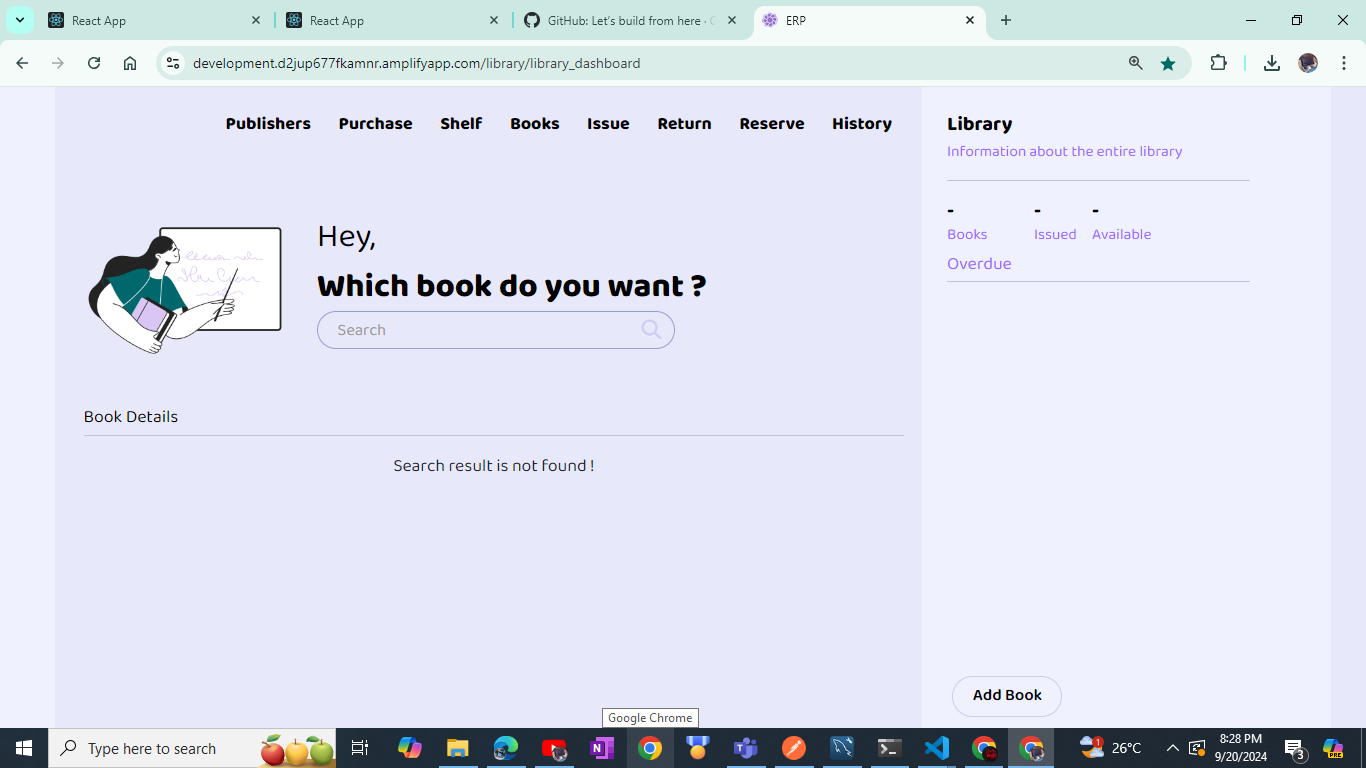 React App
React App
GitHub: Let's build from here · G
ERP
development.d2jup677fkamnr.amplifyapp.com/library/library_dashboard
Publishers Purchase Shelf Books Issue Return Reserve History
Library
Information about the entire library
- - -
Books Issued Available
Overdue
Hey,
Which book do you want ?
Search
Book Details
Search result is not found !
Add Book
Google Chrome
Type here to search
1
26°C
8:28 PM
9/20/2024
3
PRE